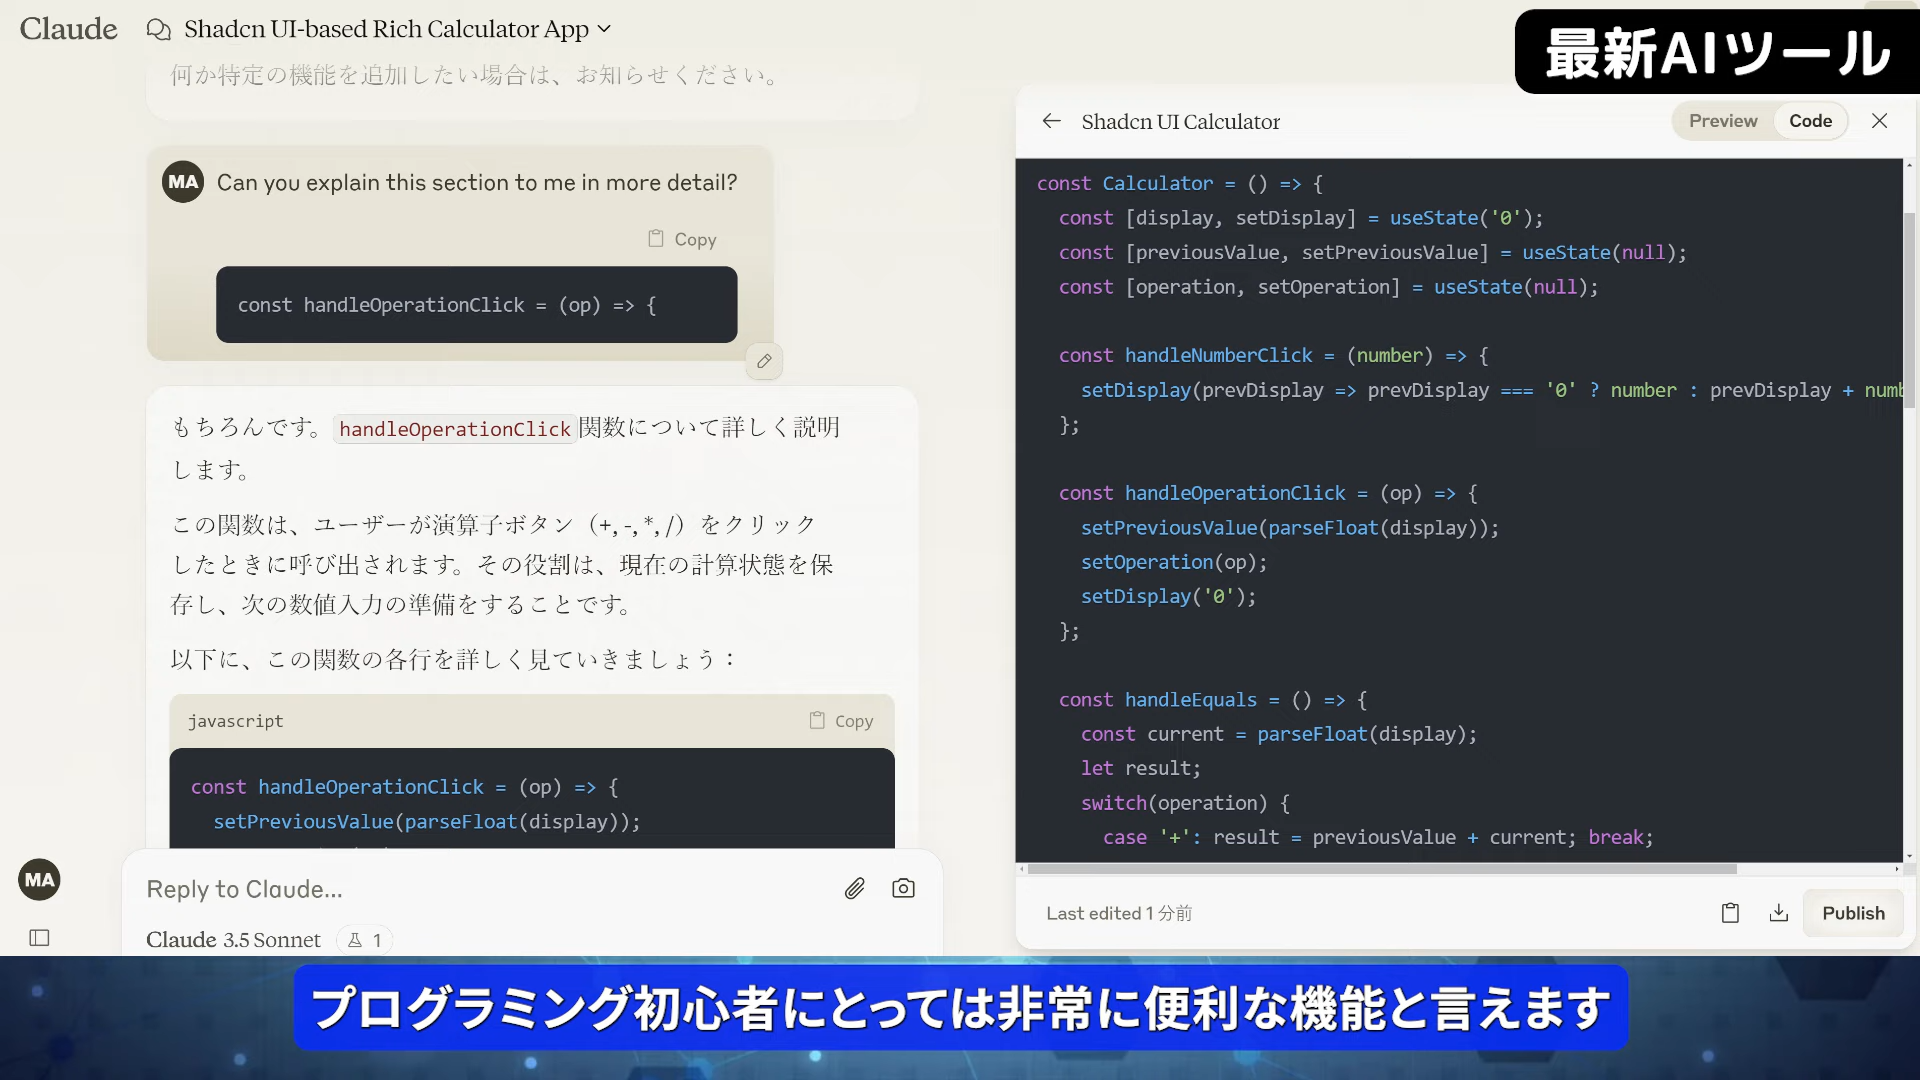 Claude
Shadcn UI-based Rich Calculator App
最新AIツール
何か特定の機能を追加したい場合は、お知らせください。
MA
Can you explain this section to me in more detail?
Copy
const handleOperationClick = (op) => {
もちろんです。handleOperationClick関数について詳しく説明
します。
この関数は、ユーザーが演算子ボタン（+, -, *, /）をクリック
したときに呼び出されます。その役割は、現在の計算状態を保
存し、次の数値入力の準備をすることです。
以下に、この関数の各行を詳しく見ていきましょう：
javascript
Copy
const handleOperationClick = (op) => {
setPreviousValue(parseFloat(display));
MA
Reply to Claude...
Claude 3.5 Sonnet
1
Shadcn UI Calculator
Preview
Code
const Calculator = () => {
const [display, setDisplay] = useState('0');
const [previousValue, setPreviousValue] = useState(null);
const [operation, setOperation] = useState(null);
const handleNumberClick = (number) => {
setDisplay(prevDisplay => prevDisplay === '0' ? number : prevDisplay + numb
};
const handleOperationClick = (op) => {
setPreviousValue(parseFloat(display));
setOperation(op);
setDisplay('0');
};
const handleEquals = () => {
const current = parseFloat(display);
let result;
switch(operation) {
case '+': result = previousValue + current; break;
Last edited 1 分前
Publish
プログラミング初心者にとっては非常に便利な機能と言えます